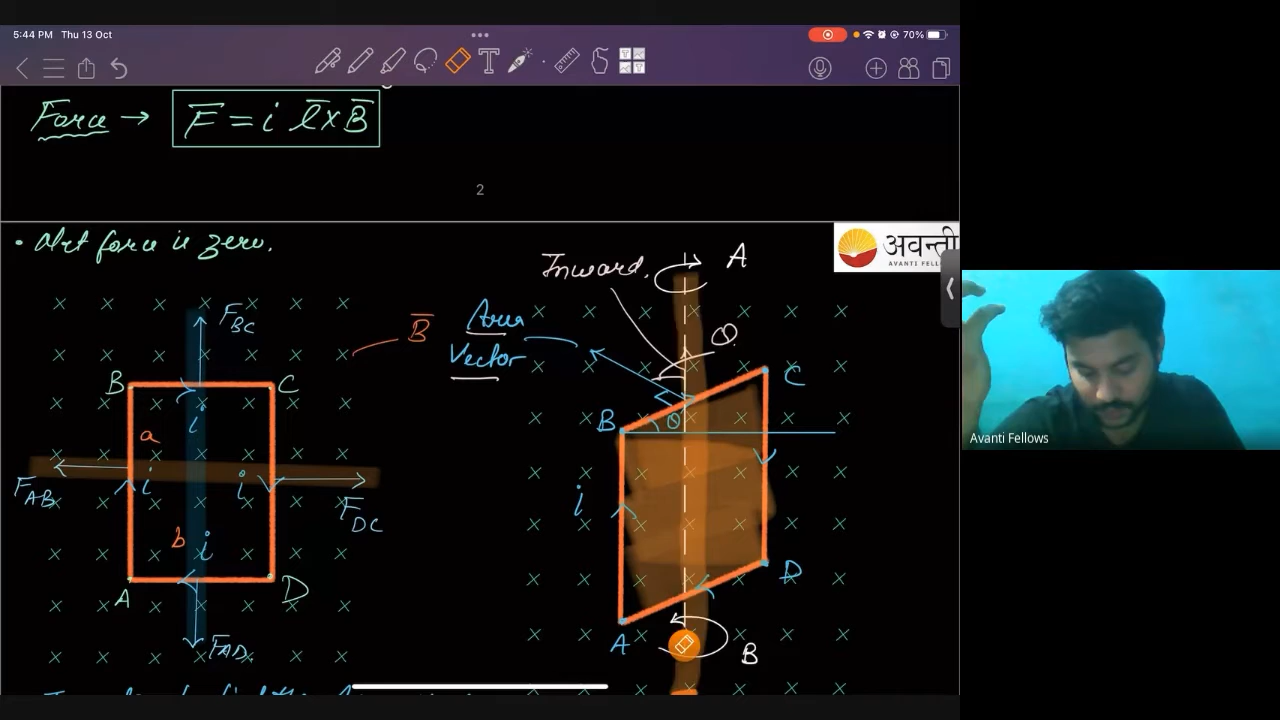 5:44 PM Thu 13 Oct
70%
Force → F̅ = i l̅ × B̅
2
• Net force is zero.
अवन्ती
AVANTI FELL
Inward.
A
F_BC
B̅
Area
Vector
θ
B
C
i
a
B
θ
C
F_AB
i
i
F_DC
i
b
i
D
A
D
F_AD
A
B
Avanti Fellows